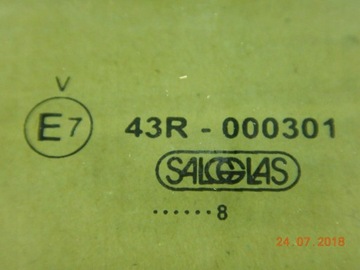 V
E7 43R - 000301
SALGGLAS
......8
24.07.2018